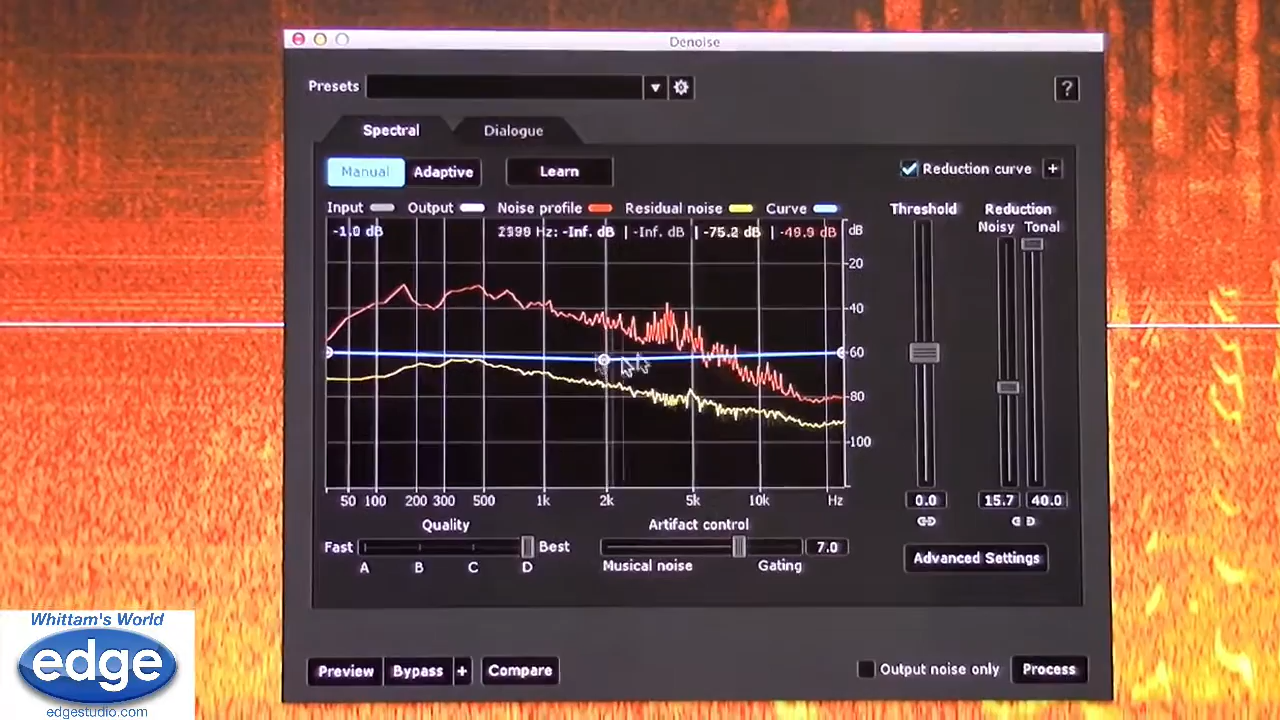 Denoise
Presets
?
Spectral
Dialogue
Manual
Adaptive
Learn
Reduction curve
+
Input
Output
Noise profile
Residual noise
Curve
Threshold
Reduction
Noisy Tonal
-1.0 dB
Hz: -Inf. dB | -Inf. dB | -75.2 dB | -49.9 dB
dB
-20
-40
-60
-80
-100
50 100 200 300 500 1k 2k 5k 10k Hz
0.0
15.7
40.0
Quality
Artifact control
Fast
Best
7.0
A B C D
Musical noise
Gating
Advanced Settings
Preview
Bypass
+
Compare
Output noise only
Process
Whittam's World
edge
edgestudio.com